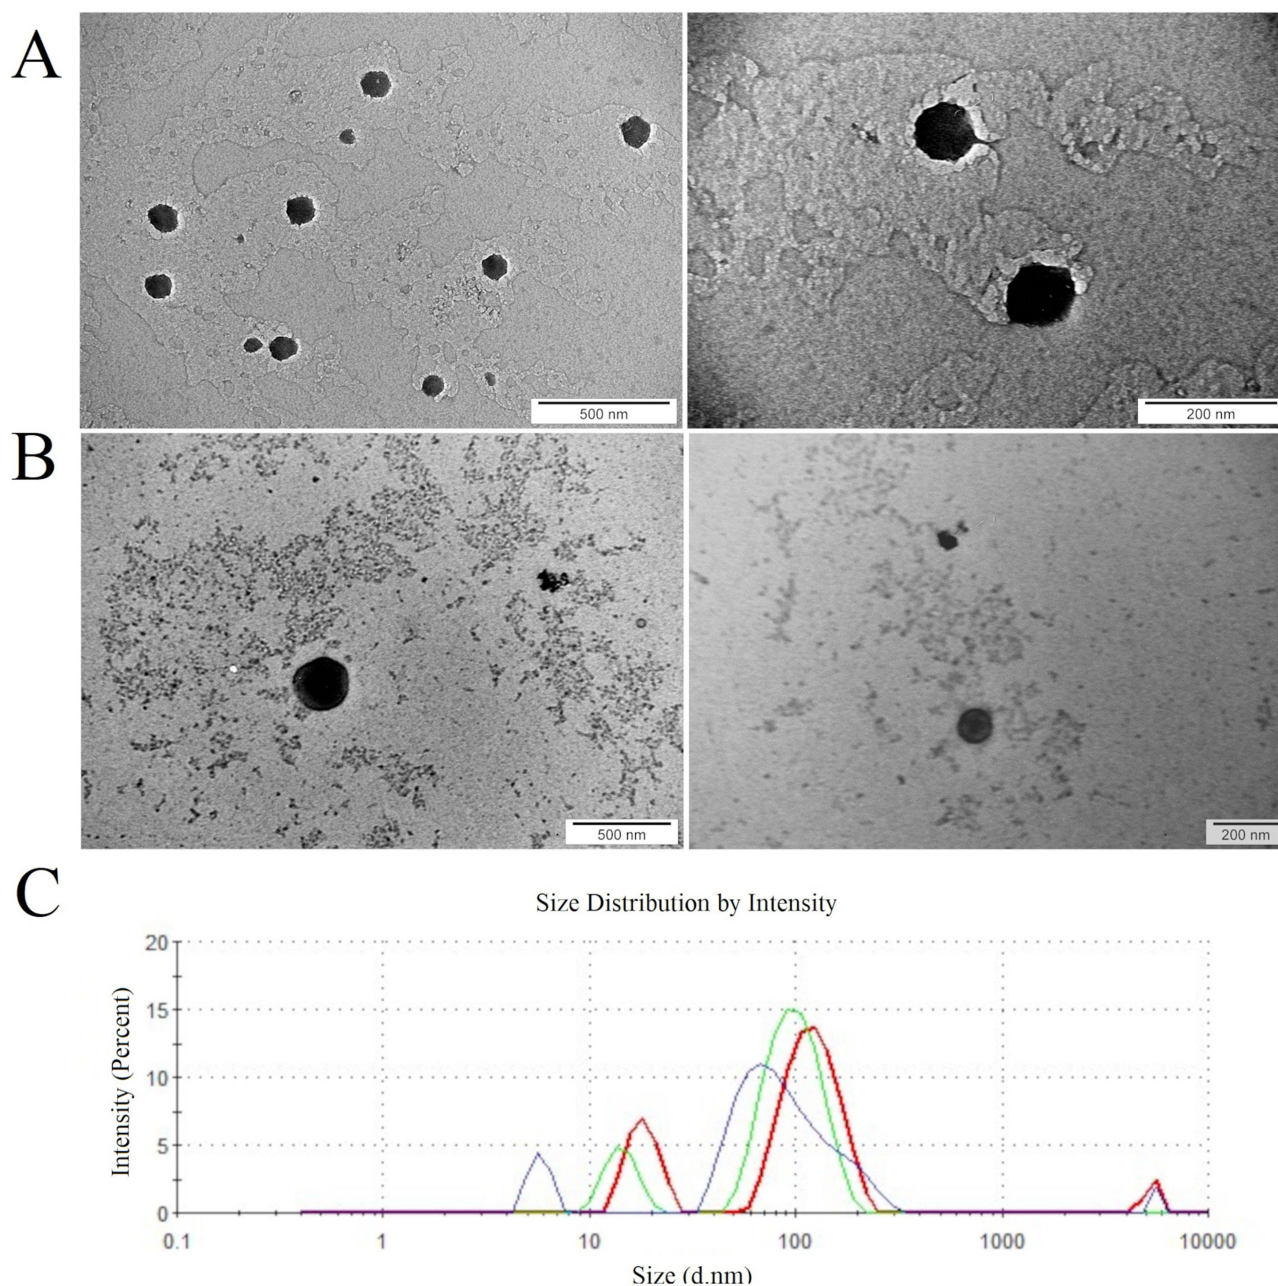 A
500 nm
200 nm
B
500 nm
200 nm
C
Size Distribution by Intensity
20
15
10
5
0
Intensity (Percent)
0.1 1 10 100 1000 10000
Size (d.nm)